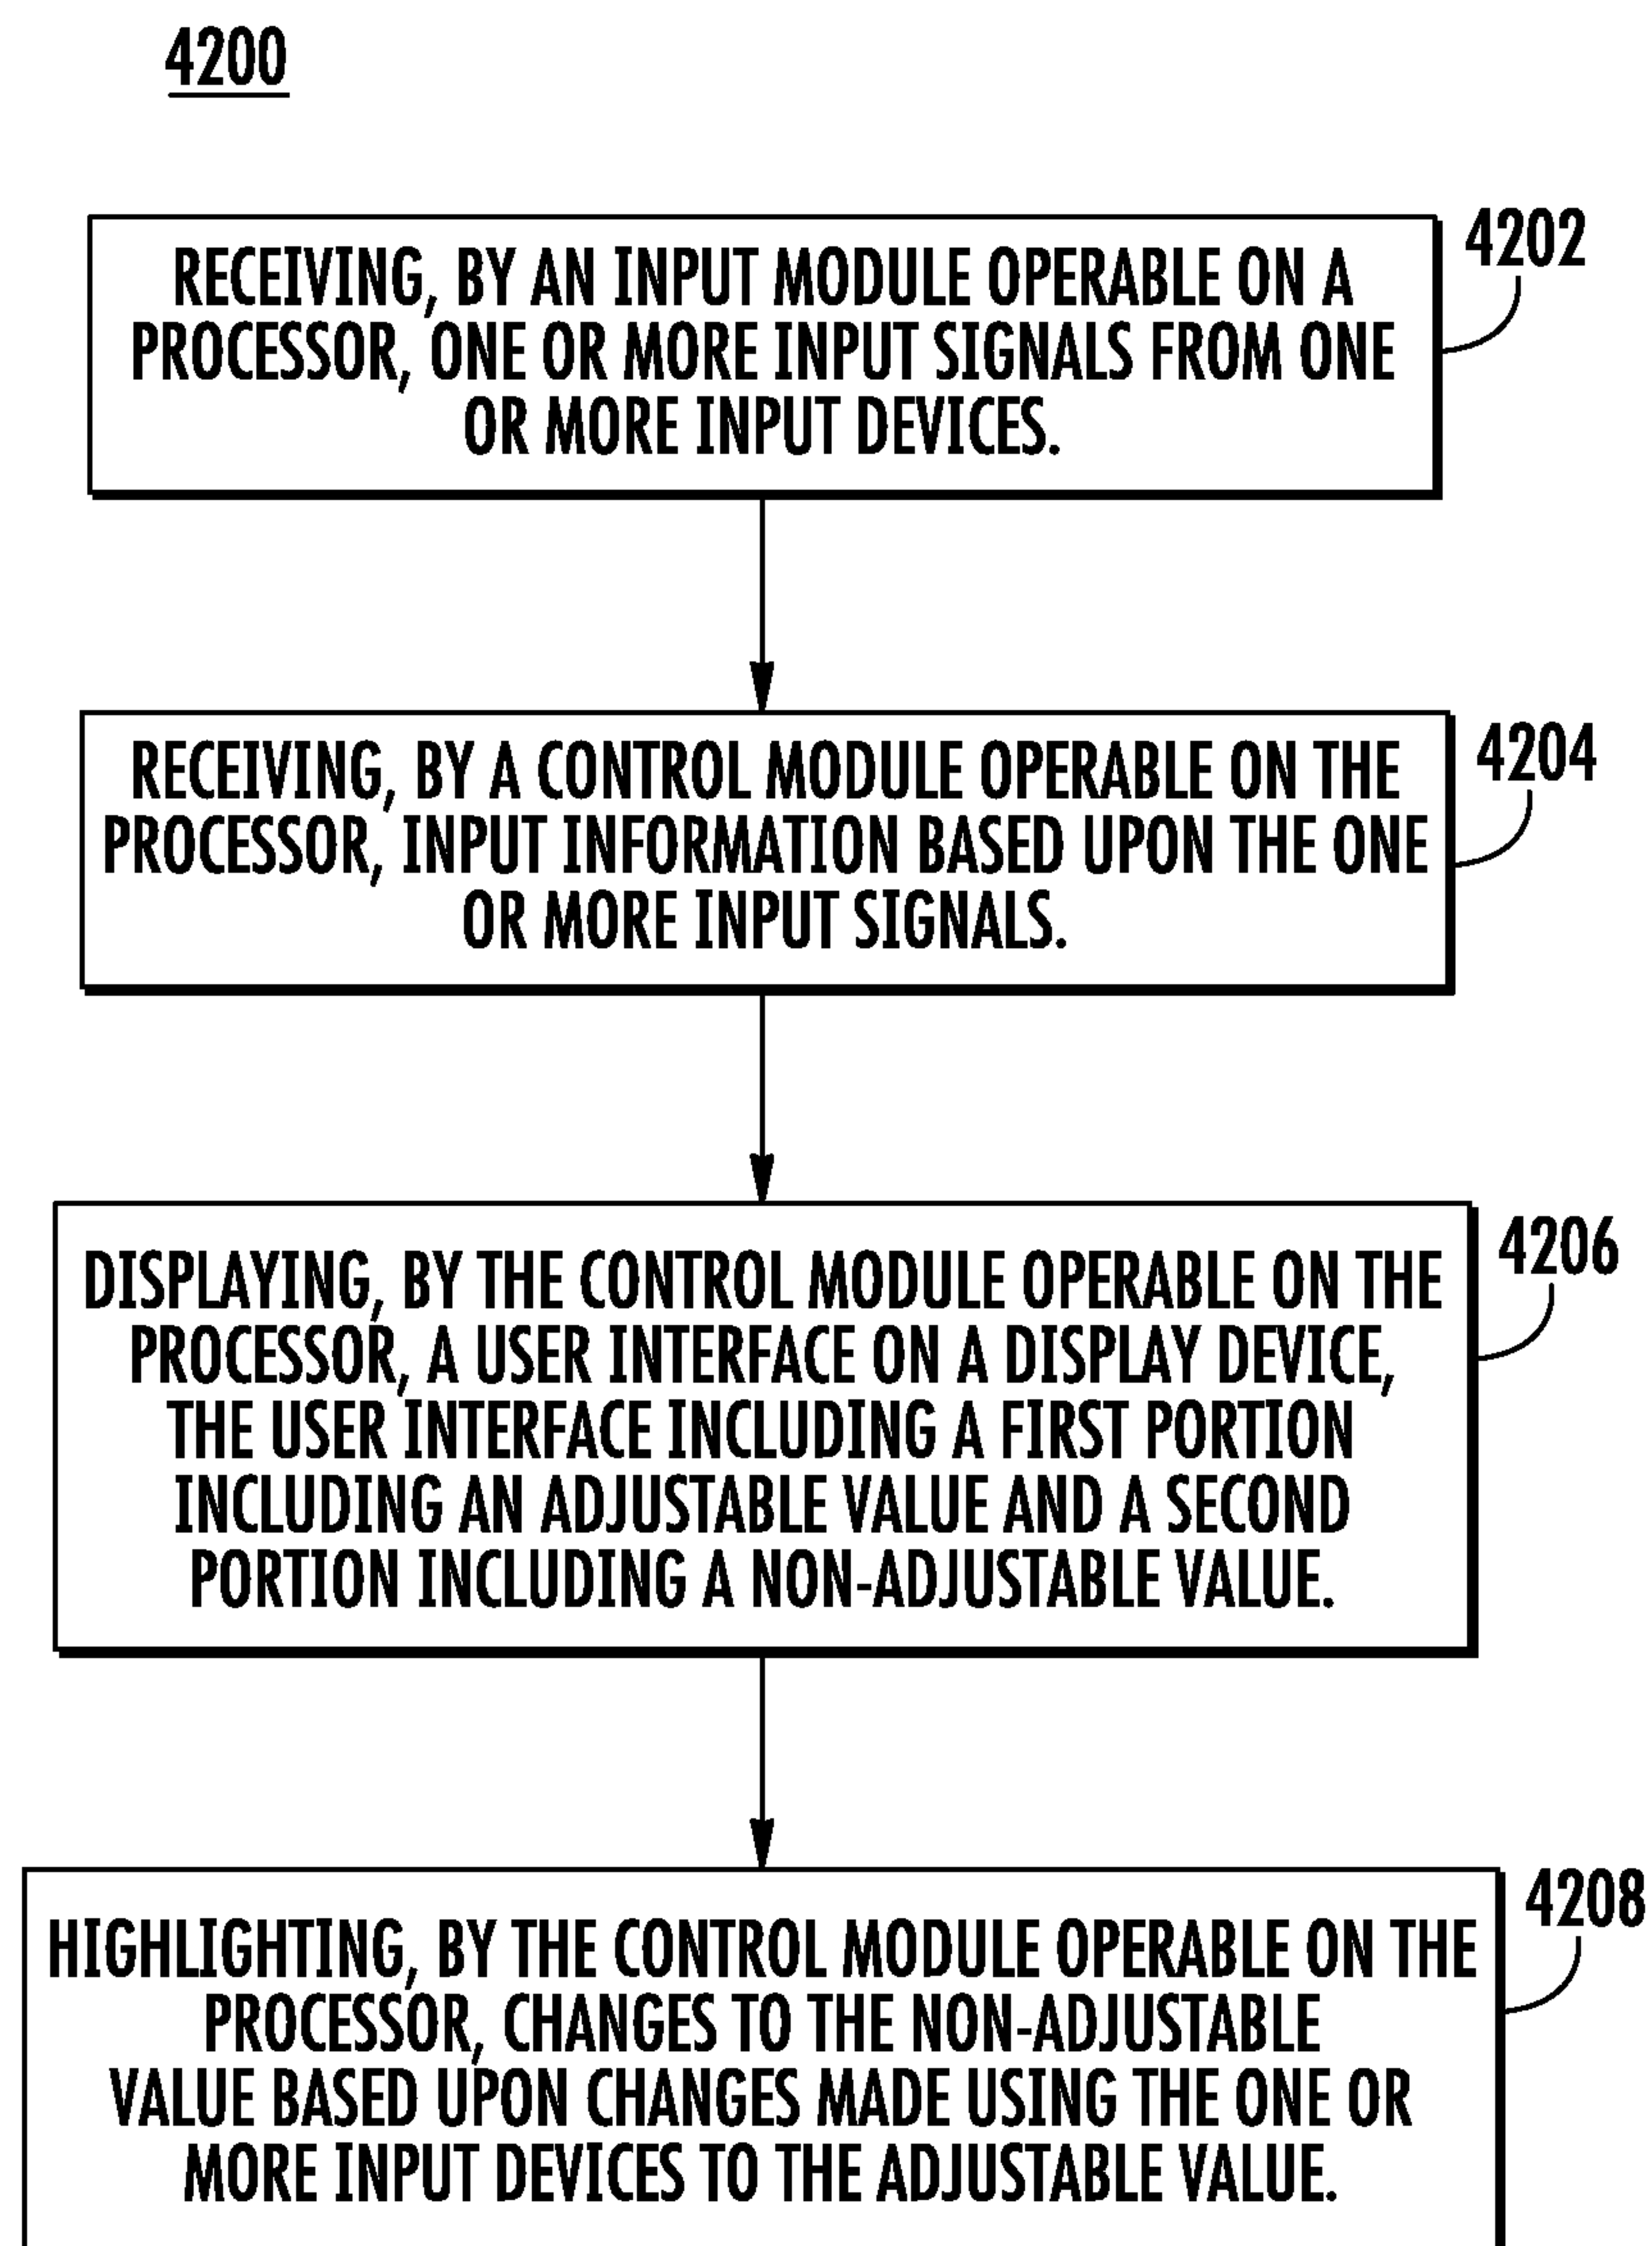 4200
4202
RECEIVING, BY AN INPUT MODULE OPERABLE ON A
PROCESSOR, ONE OR MORE INPUT SIGNALS FROM ONE
OR MORE INPUT DEVICES.
4204
RECEIVING, BY A CONTROL MODULE OPERABLE ON THE
PROCESSOR, INPUT INFORMATION BASED UPON THE ONE
OR MORE INPUT SIGNALS.
4206
DISPLAYING, BY THE CONTROL MODULE OPERABLE ON THE
PROCESSOR, A USER INTERFACE ON A DISPLAY DEVICE,
THE USER INTERFACE INCLUDING A FIRST PORTION
INCLUDING AN ADJUSTABLE VALUE AND A SECOND
PORTION INCLUDING A NON-ADJUSTABLE VALUE.
4208
HIGHLIGHTING, BY THE CONTROL MODULE OPERABLE ON THE
PROCESSOR, CHANGES TO THE NON-ADJUSTABLE
VALUE BASED UPON CHANGES MADE USING THE ONE OR
MORE INPUT DEVICES TO THE ADJUSTABLE VALUE.